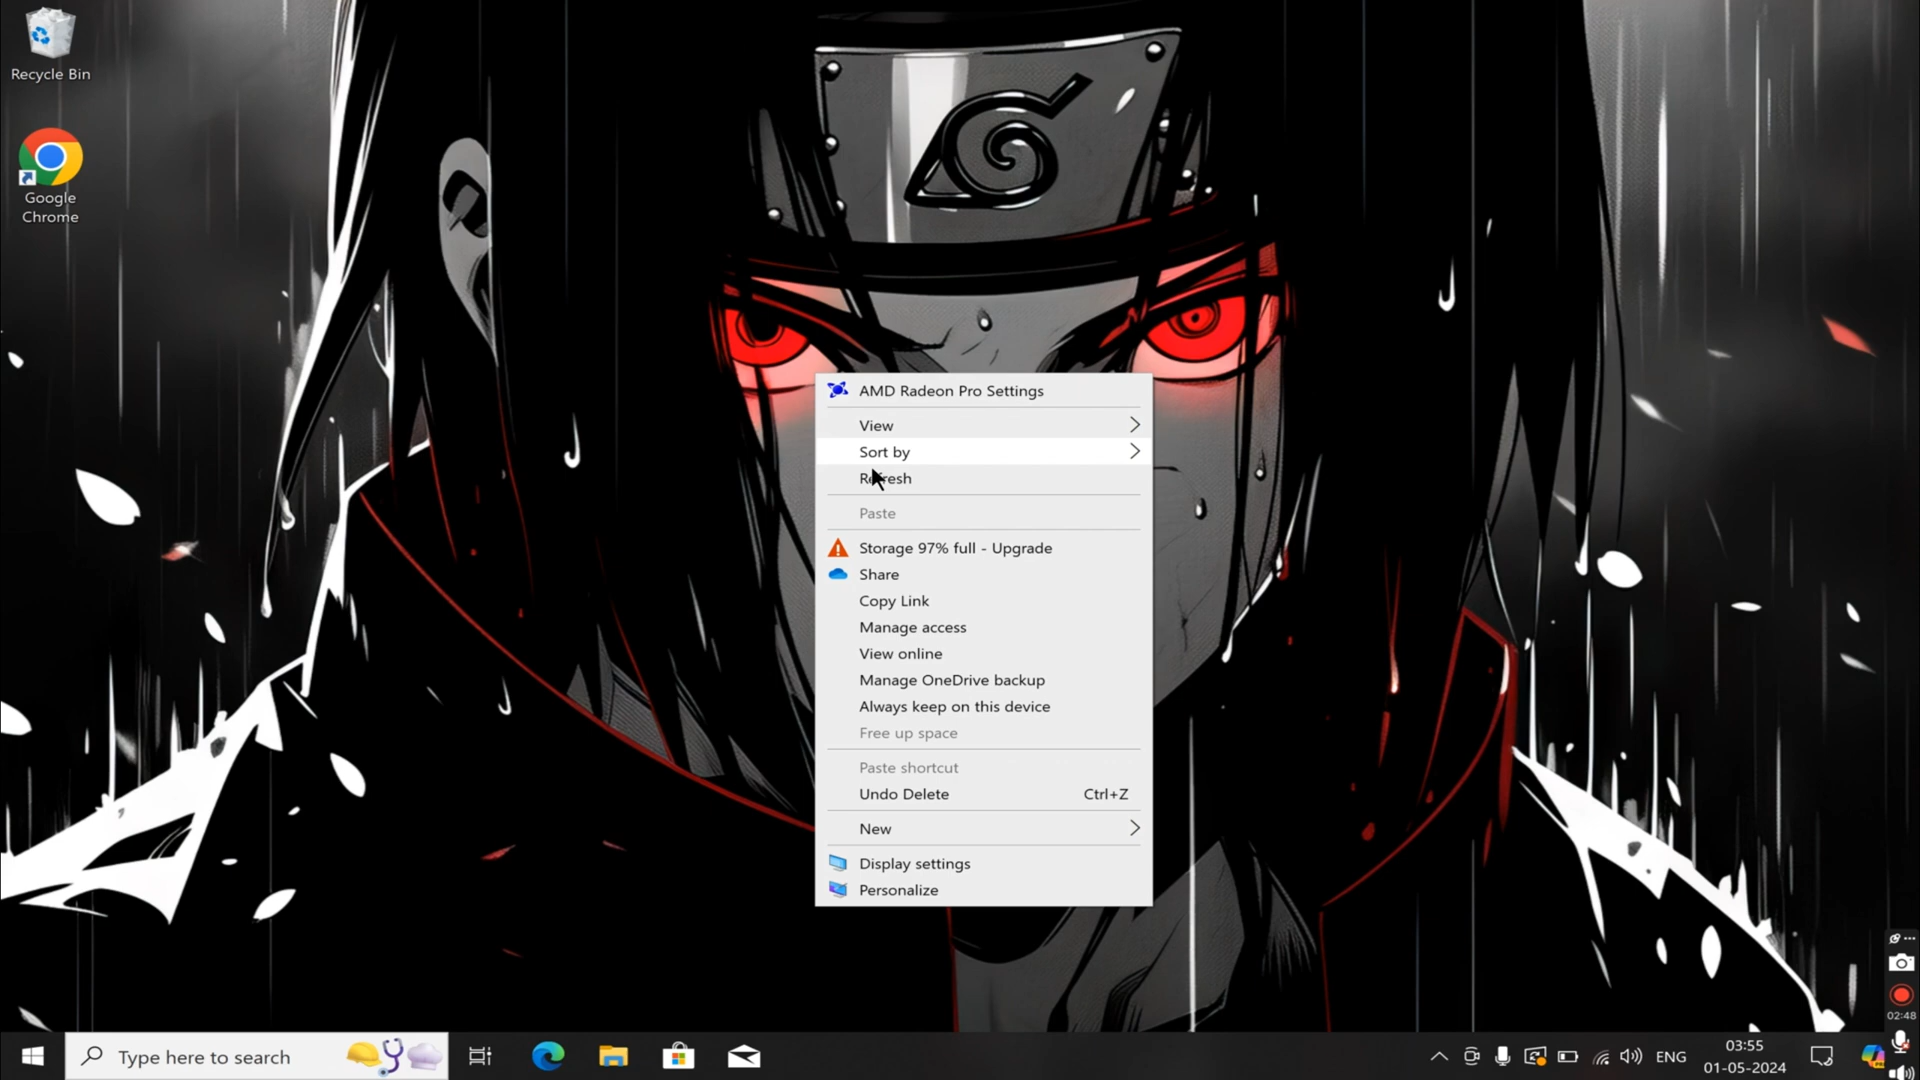 Recycle Bin
Google
Chrome
AMD Radeon Pro Settings
View
Sort by
Refresh
Paste
Storage 97% full - Upgrade
Share
Copy Link
Manage access
View online
Manage OneDrive backup
Always keep on this device
Free up space
Paste shortcut
Undo Delete Ctrl+Z
New
Display settings
Personalize
02:48
Type here to search
ENG
03:55
01-05-2024